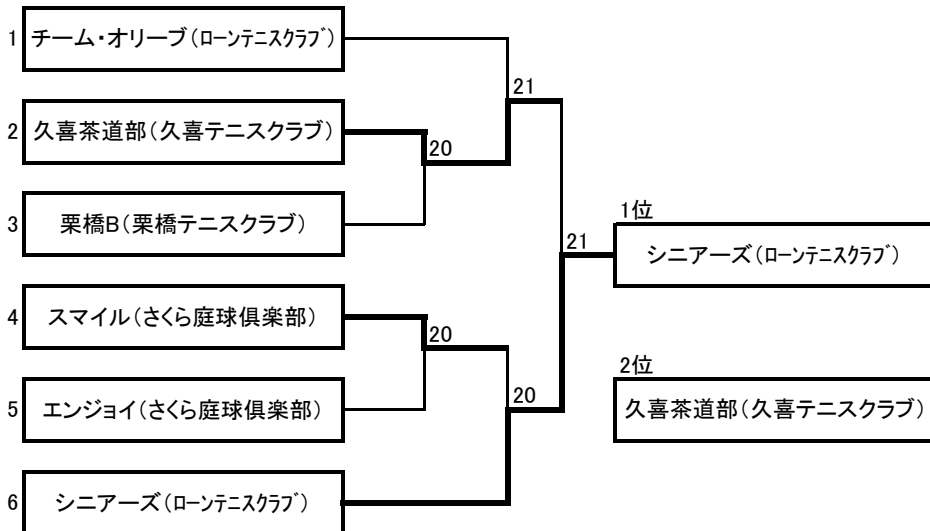 1 チーム・オリーブ(ローンテニスクラブ)
21
2 久喜茶道部(久喜テニスクラブ)
20
3 栗橋B(栗橋テニスクラブ)
1位
21
シニアーズ(ローンテニスクラブ)
4 スマイル(さくら庭球倶楽部)
20
2位
5 エンジョイ(さくら庭球倶楽部)
20
久喜茶道部(久喜テニスクラブ)
6 シニアーズ(ローンテニスクラブ)